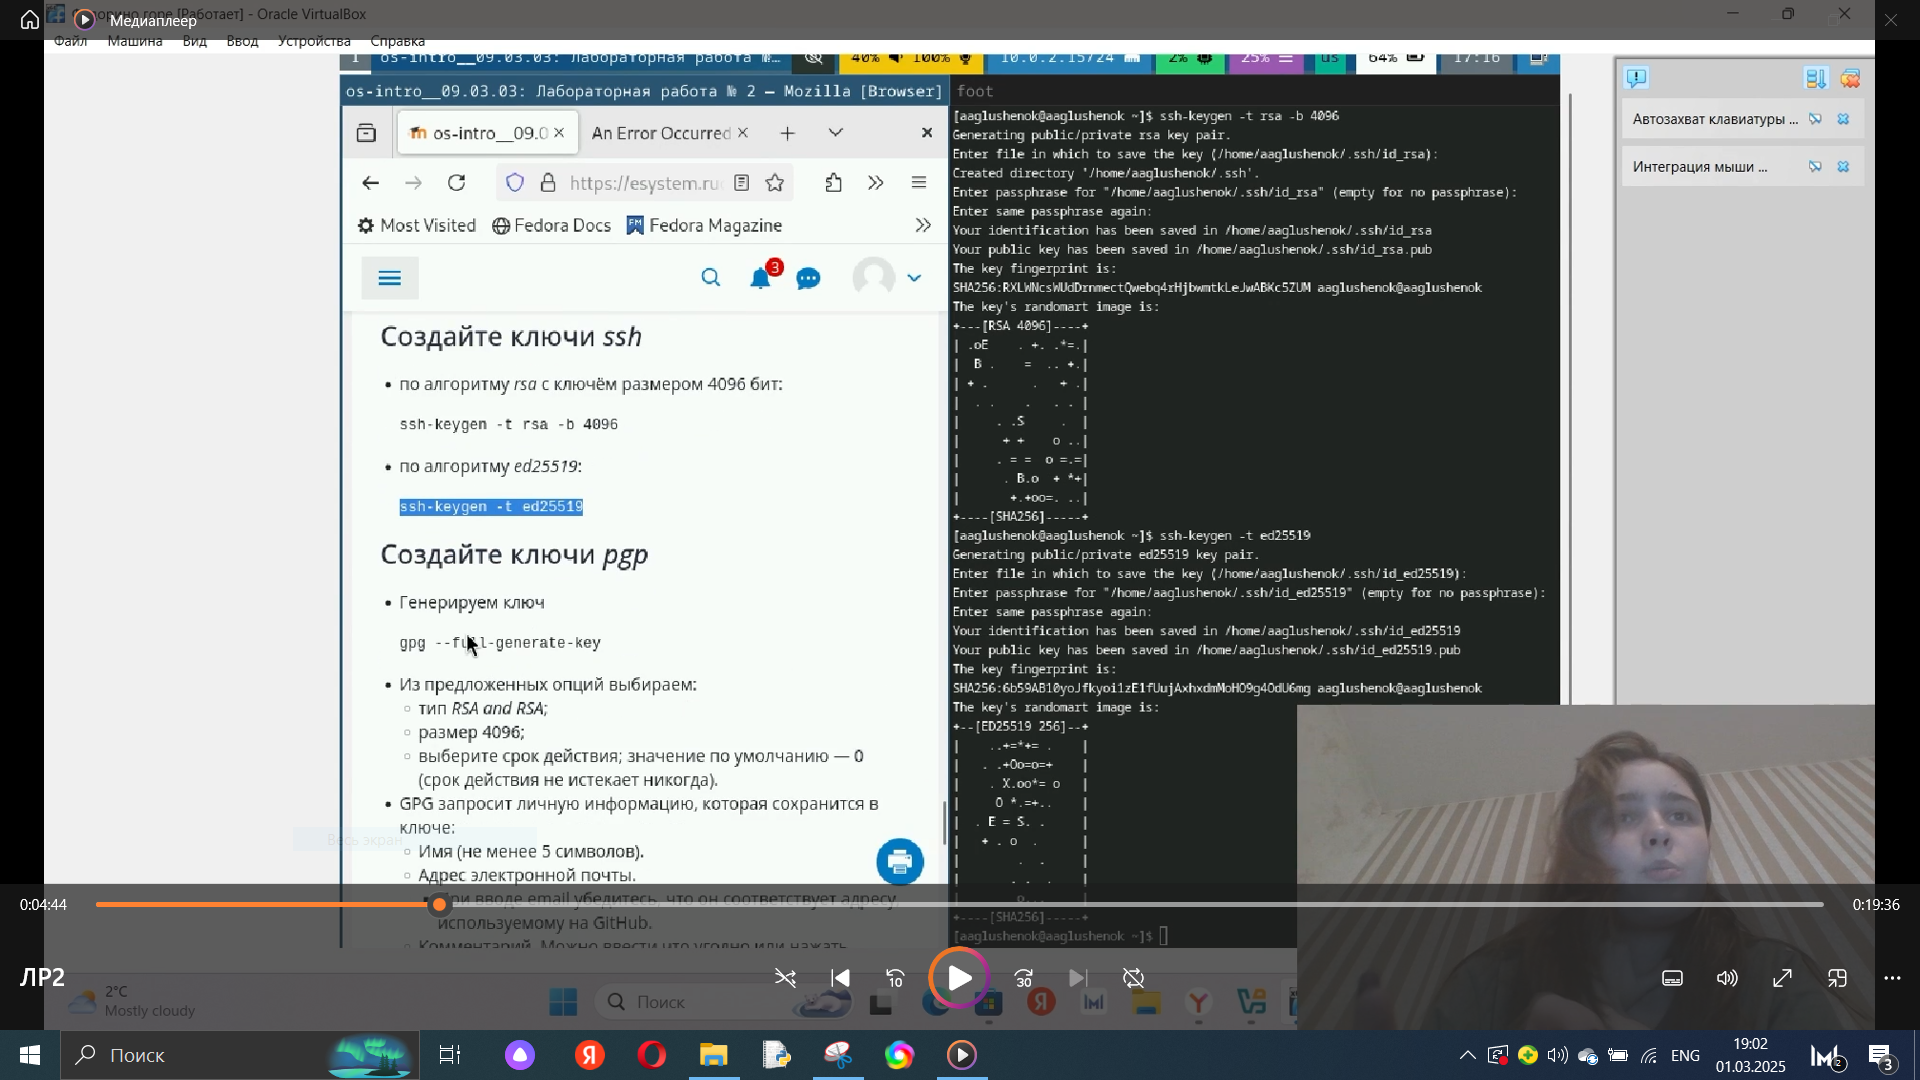 [Работает] - Oracle VirtualBox
Медиаплеер
Файл Машина Вид Ввод Устройства Справка
1 os-intro__09.03.03: Лабораторная работа №… 40% 100% 10.0.2.15/24 2% 25% us 64% 17:16
os-intro__09.03.03: Лабораторная работа № 2 — Mozilla [Browser]
os-intro__09.0 An Error Occurred
https://esystem.ru
Most Visited Fedora Docs Fedora Magazine
3
Создайте ключи ssh
• по алгоритму rsa с ключём размером 4096 бит:
ssh-keygen -t rsa -b 4096
• по алгоритму ed25519:
ssh-keygen -t ed25519
Создайте ключи pgp
• Генерируем ключ
gpg --full-generate-key
• Из предложенных опций выбираем:
◦ тип RSA and RSA;
◦ размер 4096;
◦ выберите срок действия; значение по умолчанию — 0
(срок действия не истекает никогда).
• GPG запросит личную информацию, которая сохранится в
ключе:
Весь экран
◦ Имя (не менее 5 символов).
◦ Адрес электронной почты.
При вводе email убедитесь, что он соответствует адресу,
используемому на GitHub.
◦ Комментарий. Можно ввести что угодно или нажать
foot
[aaglushenok@aaglushenok ~]$ ssh-keygen -t rsa -b 4096
Generating public/private rsa key pair.
Enter file in which to save the key (/home/aaglushenok/.ssh/id_rsa):
Created directory '/home/aaglushenok/.ssh'.
Enter passphrase for "/home/aaglushenok/.ssh/id_rsa" (empty for no passphrase):
Enter same passphrase again:
Your identification has been saved in /home/aaglushenok/.ssh/id_rsa
Your public key has been saved in /home/aaglushenok/.ssh/id_rsa.pub
The key fingerprint is:
SHA256:RXLWNcsWUdDrnmectQwebq4rHjbwmtkLeJwABKc5ZUM aaglushenok@aaglushenok
The key's randomart image is:
+---[RSA 4096]----+
| .oE    . +. .*=.|
|  B .    =  .. +.|
| + .      .   + .|
|  . .    .   . . |
|     . .S     .  |
|      + +    o ..|
|     . = =  o =.=|
|      . B.o  + *+|
|       +.+oo=. ..|
+----[SHA256]-----+
[aaglushenok@aaglushenok ~]$ ssh-keygen -t ed25519
Generating public/private ed25519 key pair.
Enter file in which to save the key (/home/aaglushenok/.ssh/id_ed25519):
Enter passphrase for "/home/aaglushenok/.ssh/id_ed25519" (empty for no passphrase):
Enter same passphrase again:
Your identification has been saved in /home/aaglushenok/.ssh/id_ed25519
Your public key has been saved in /home/aaglushenok/.ssh/id_ed25519.pub
The key fingerprint is:
SHA256:6b59AB10yoJfkyoi1zE1fUujAxhxdmMoHO9g4OdU6mg aaglushenok@aaglushenok
The key's randomart image is:
+--[ED25519 256]--+
|    ..+=*+= .    |
|   . .+Oo=o=+    |
|    . X.oo*= o   |
|     O *.=+..    |
|  . E = S. .     |
|   + . o  .      |
|       .  .      |
|       . . .     |
+----[SHA256]-----+
[aaglushenok@aaglushenok ~]$
Автозахват клавиатуры ...
Интеграция мыши ...
0:04:44
0:19:36
ЛР2
10
30
2°C
Mostly cloudy
Поиск
Поиск
ENG
19:02
01.03.2025
2
3